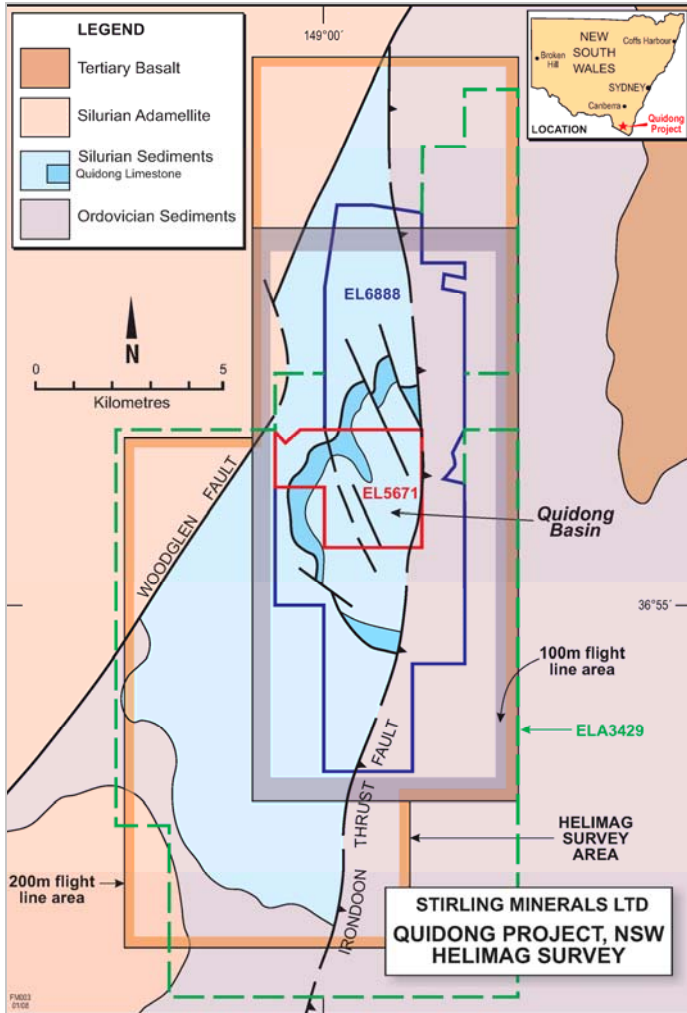 LEGEND
Tertiary Basalt
Silurian Adamellite
Silurian Sediments
Quidong Limestone
Ordovician Sediments
149°00'
NEW
SOUTH
WALES
Broken
Hill
Coffs Harbour
SYDNEY
Canberra
Quidong
Project
LOCATION
N
0 5
Kilometres
EL6888
EL5671
Quidong
Basin
WOODGLEN FAULT
36°55'
100m flight
line area
ELA3429
IRONDOON THRUST FAULT
HELIMAG
SURVEY
AREA
200m flight
line area
STIRLING MINERALS LTD
QUIDONG PROJECT, NSW
HELIMAG SURVEY
FM003
01/08